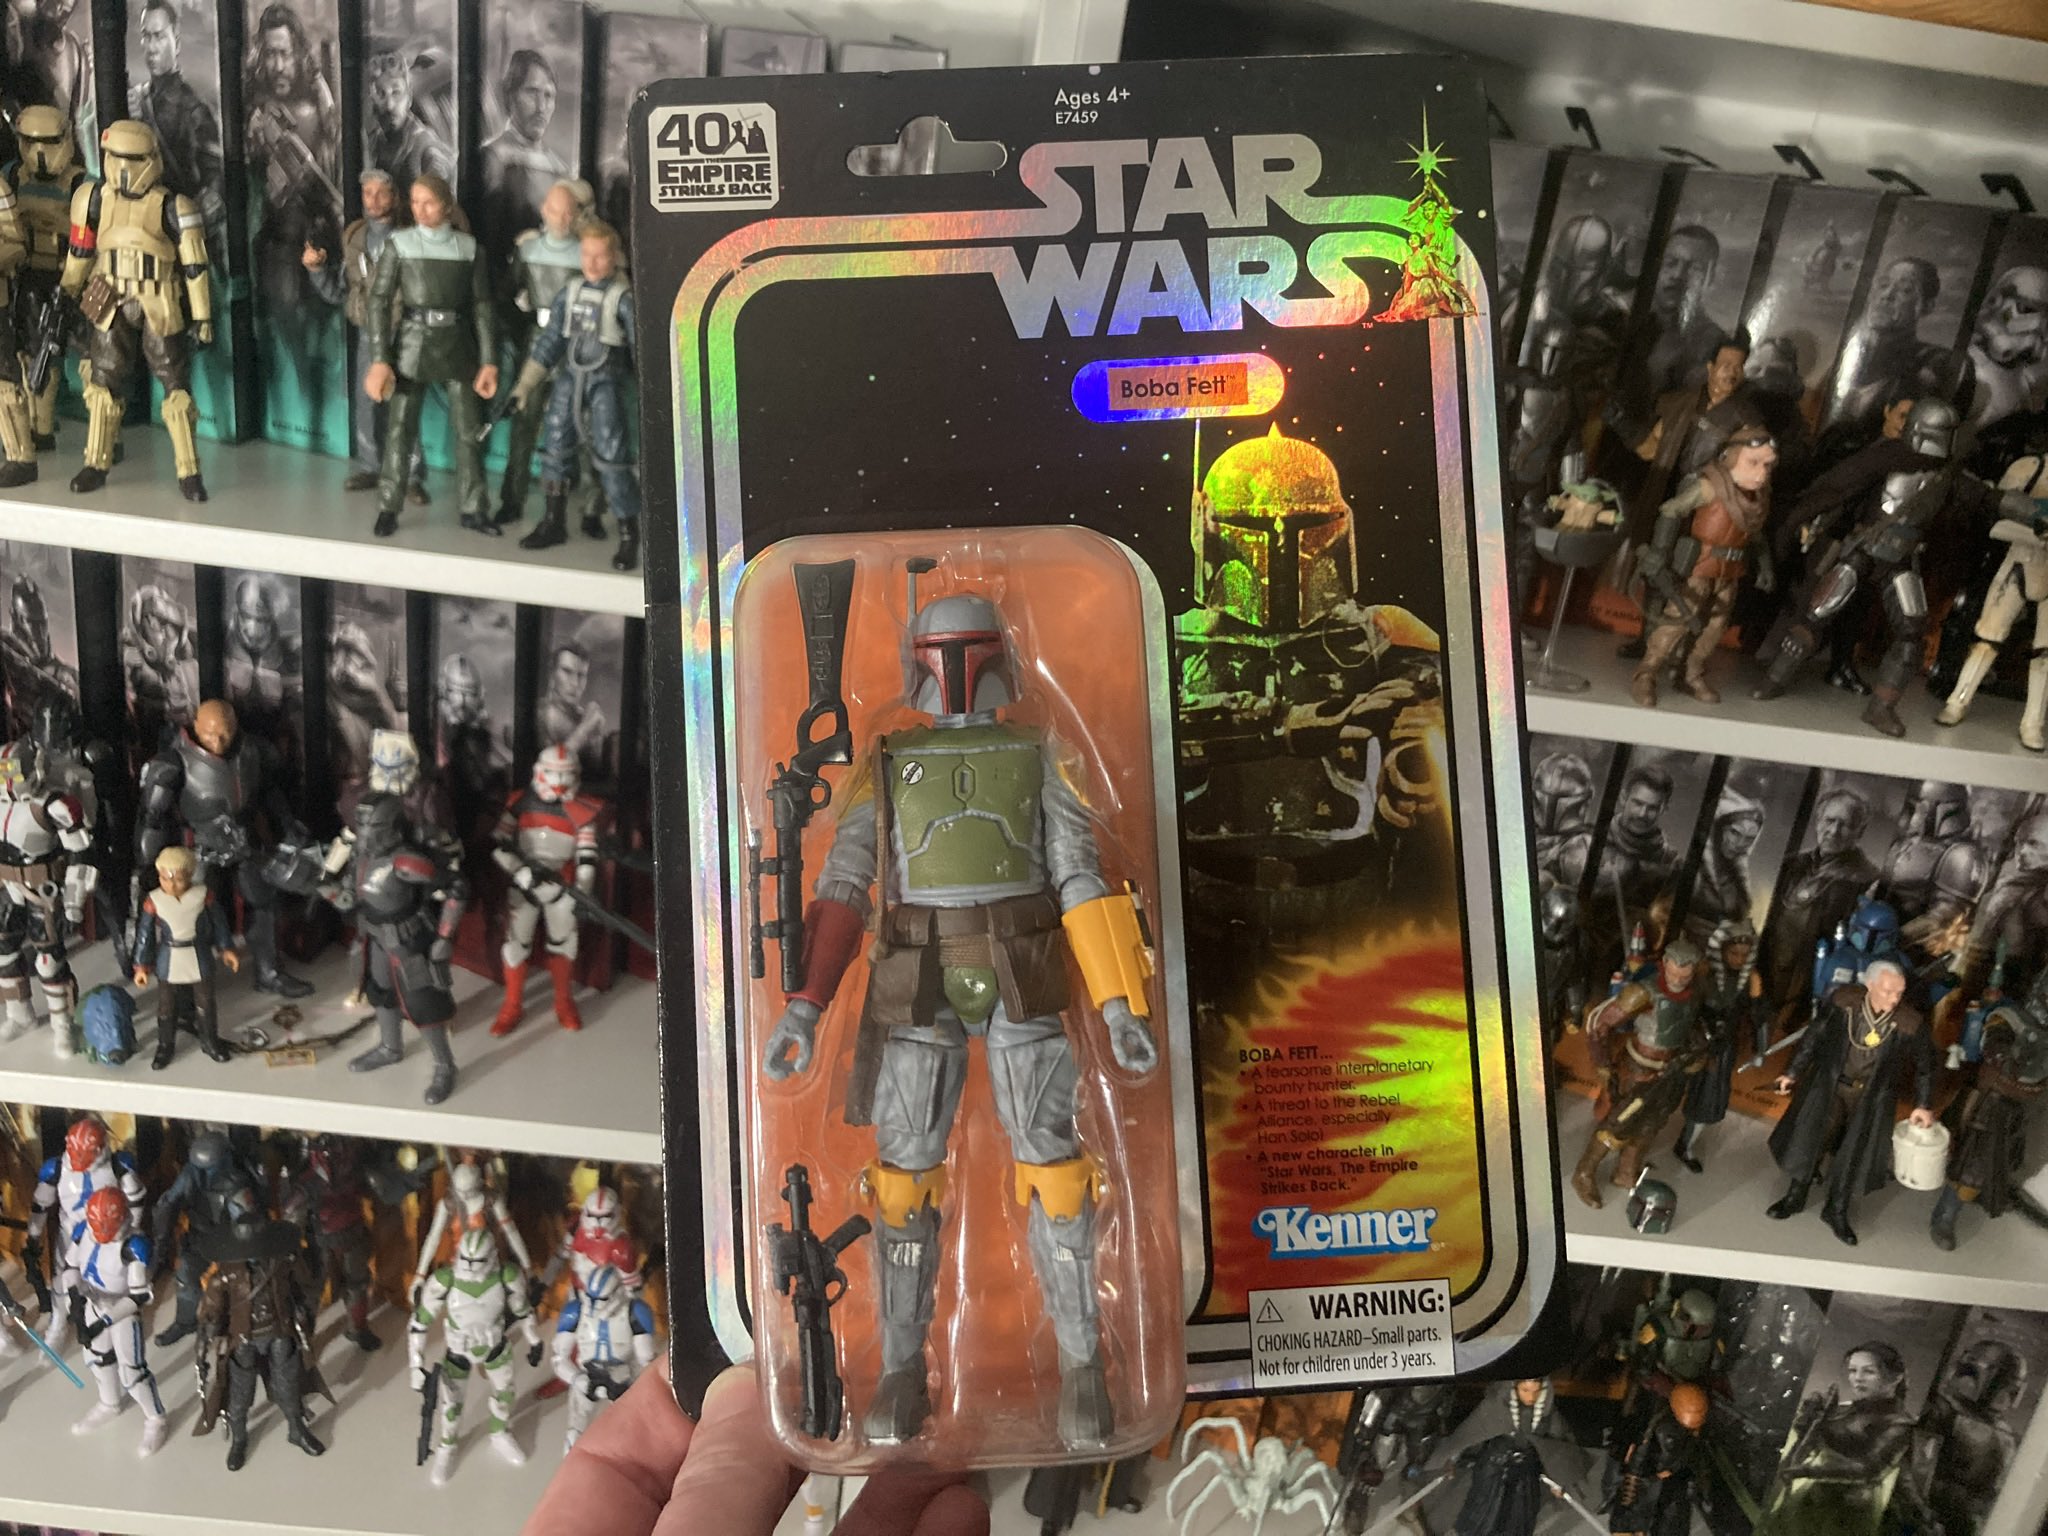 Ages 4+
E7459
40
THE
EMPIRE
STRIKES BACK
STAR
WARS
TM
Boba Fett™
BOBA FETT...
• A fearsome interplanetary
bounty hunter.
• A threat to the Rebel
Alliance, especially
Han Solo!
• A new character in
"Star Wars, The Empire
Strikes Back."
Kenner®
WARNING:
CHOKING HAZARD–Small parts.
Not for children under 3 years.